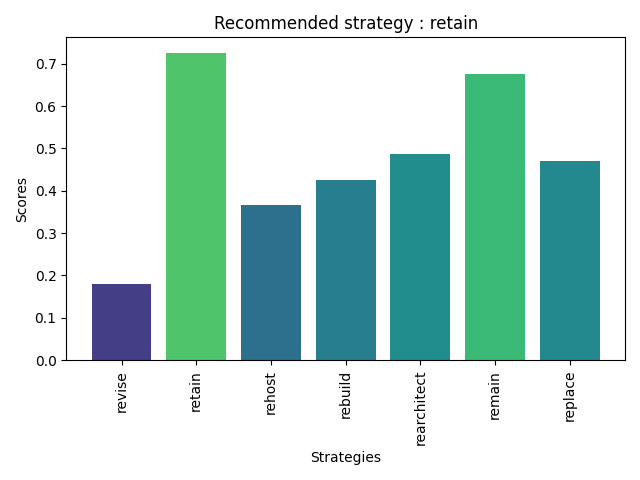 Recommended strategy : retain
Scores
0.7
0.6
0.5
0.4
0.3
0.2
0.1
0.0
revise
retain
rehost
rebuild
rearchitect
remain
replace
Strategies